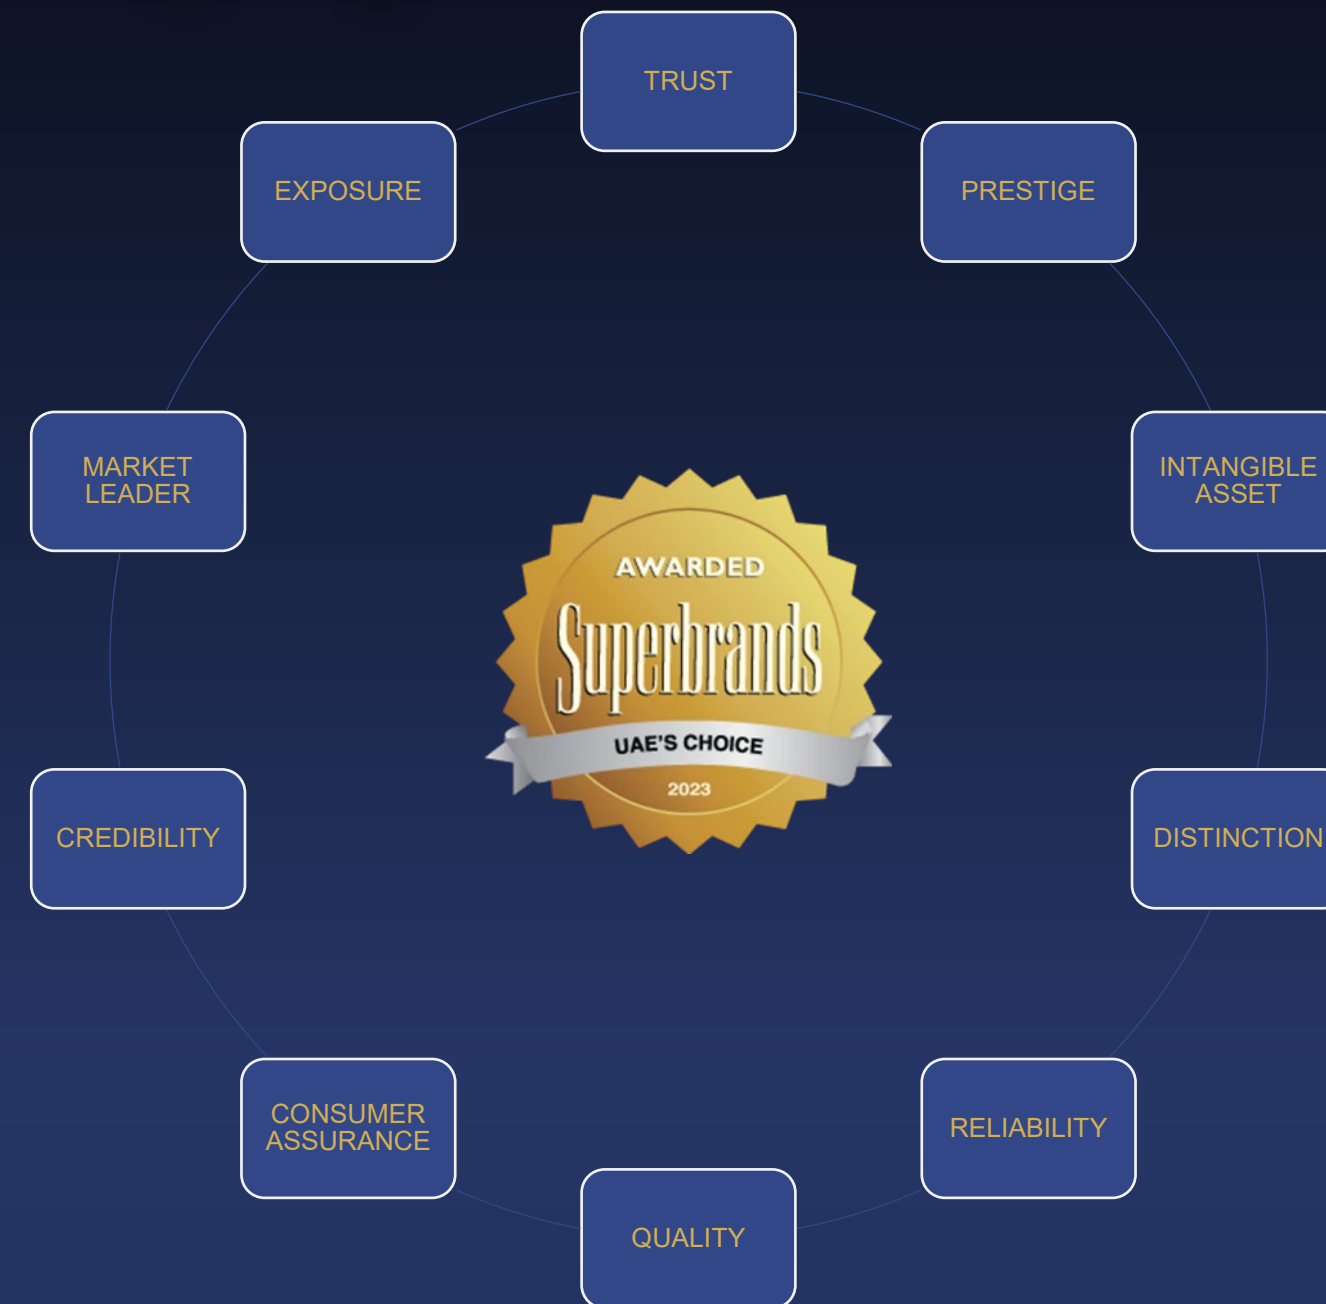 TRUST
EXPOSURE
PRESTIGE
MARKET
LEADER
INTANGIBLE
ASSET
AWARDED
Superbrands
UAE'S CHOICE
2023
CREDIBILITY
DISTINCTION
CONSUMER
ASSURANCE
RELIABILITY
QUALITY